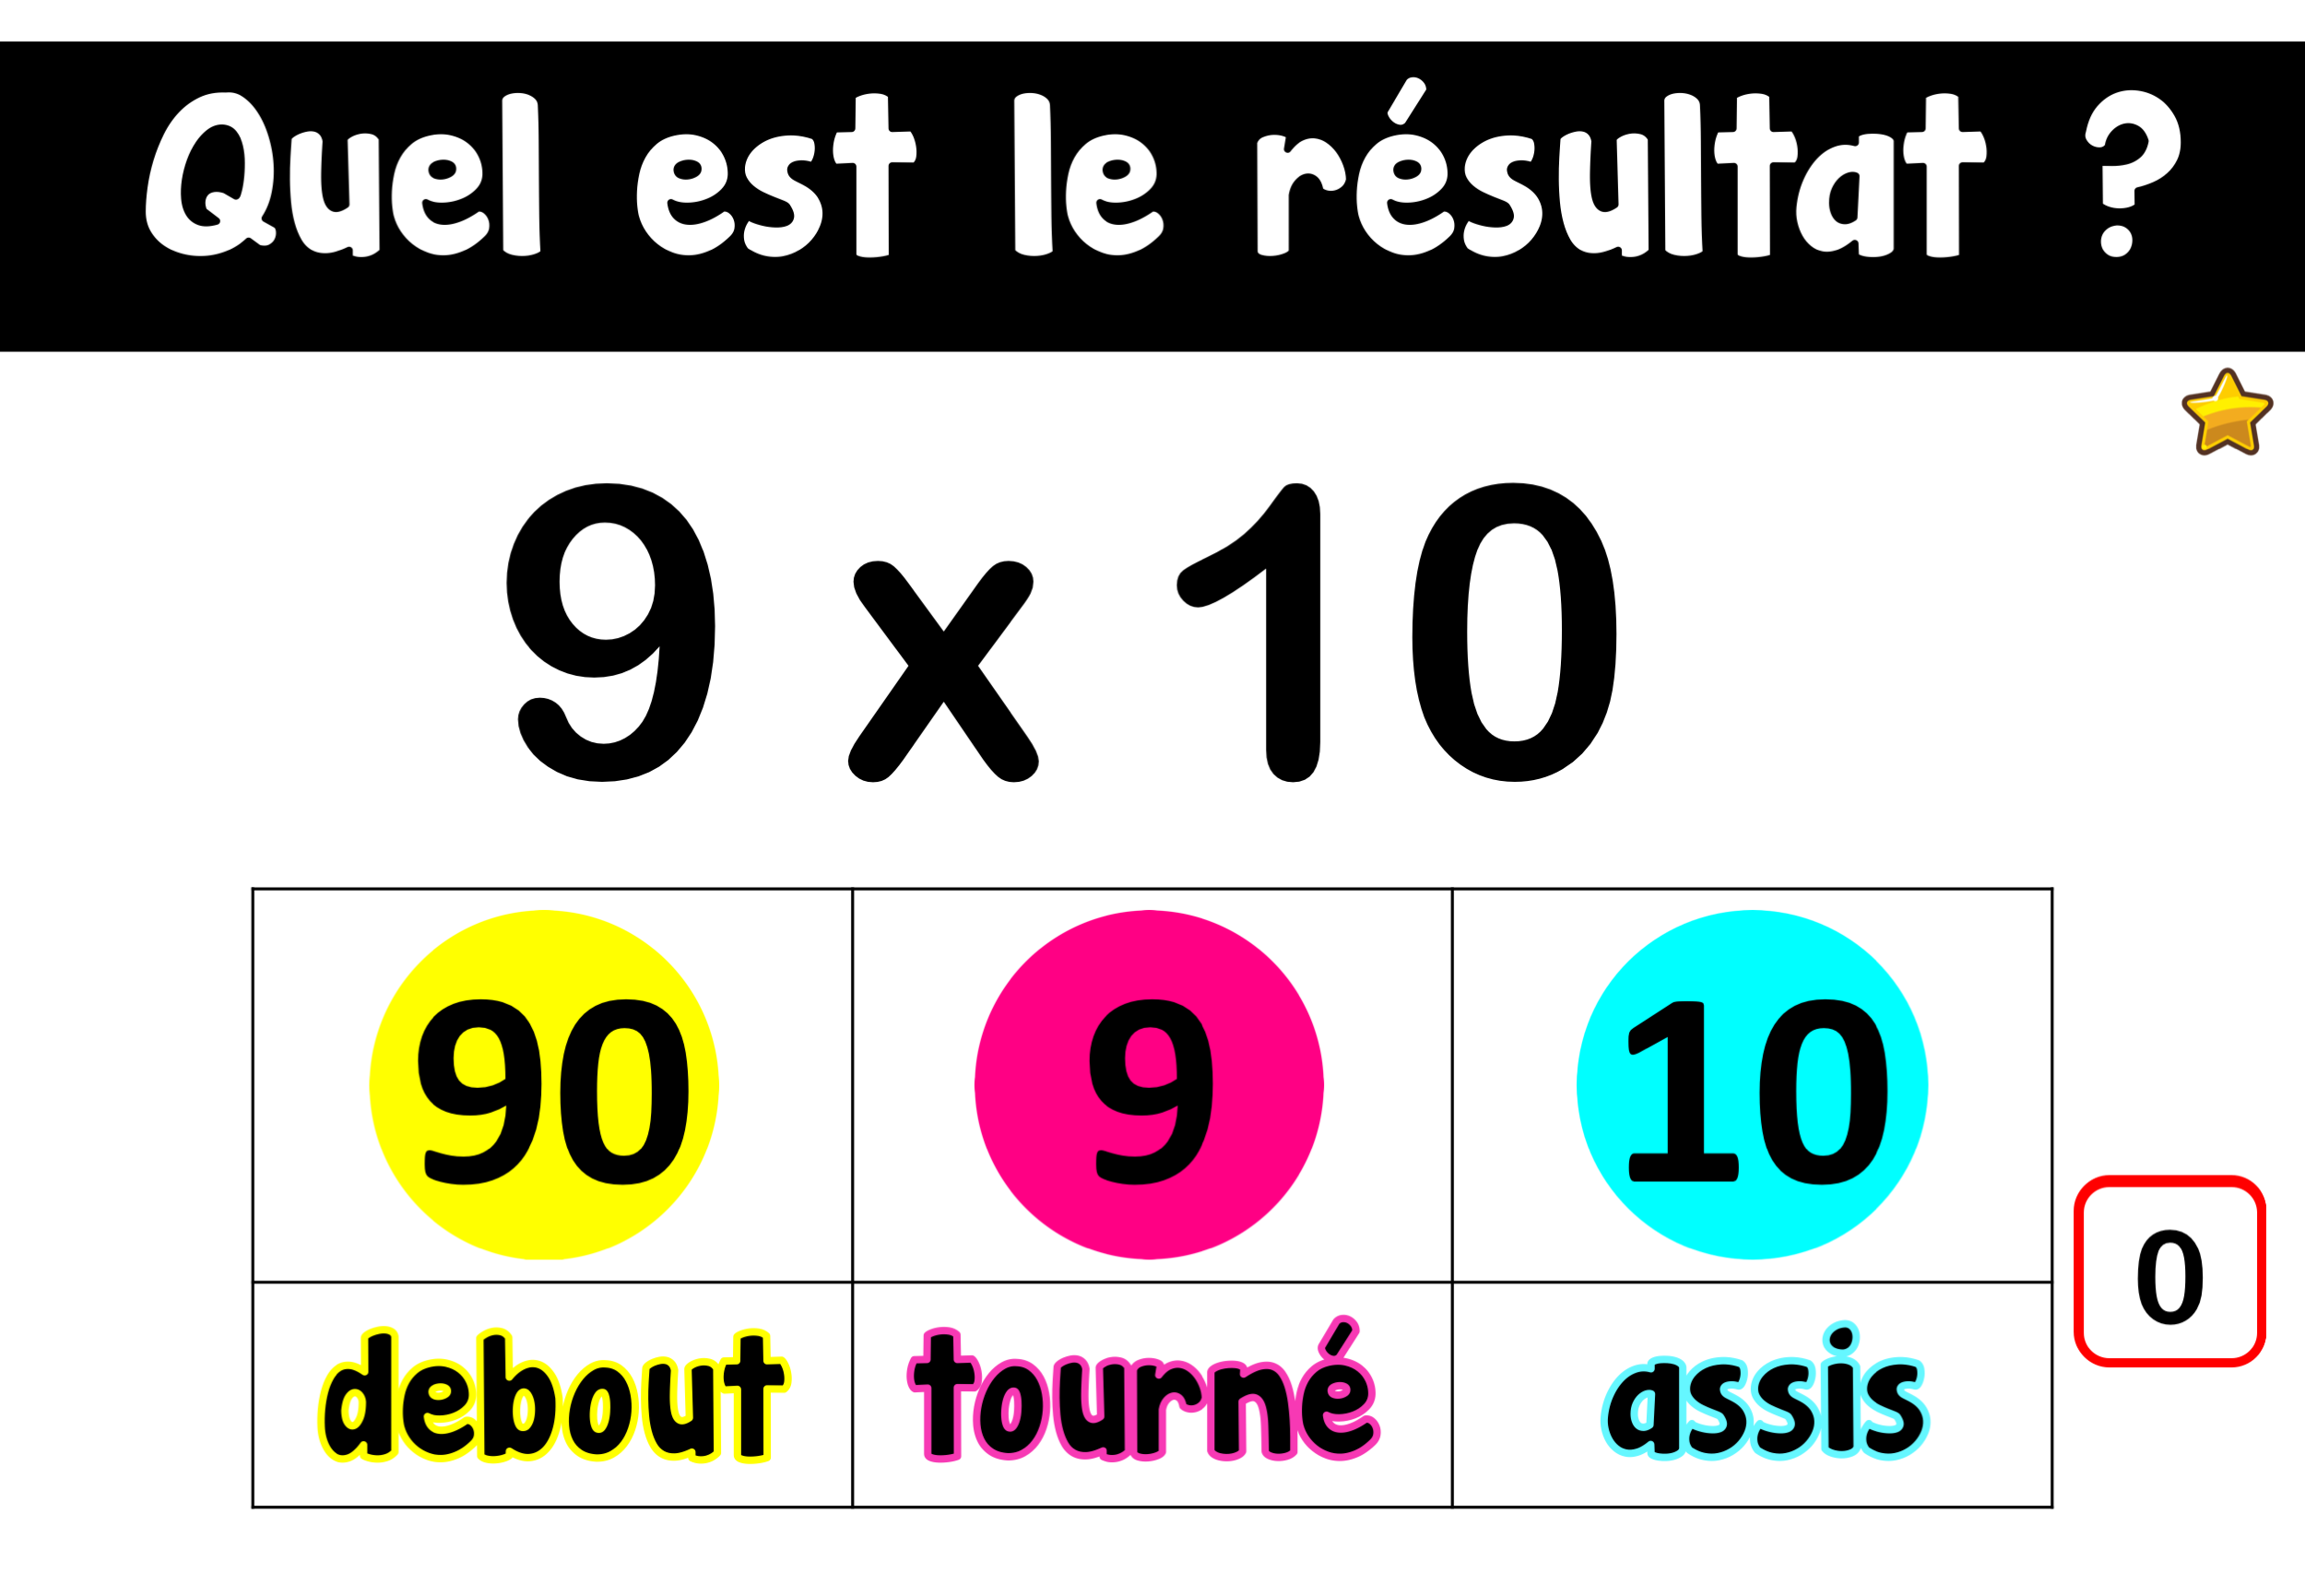 Quel est le résultat ?
9 x 10
90 9 10
0
debout tourné assis